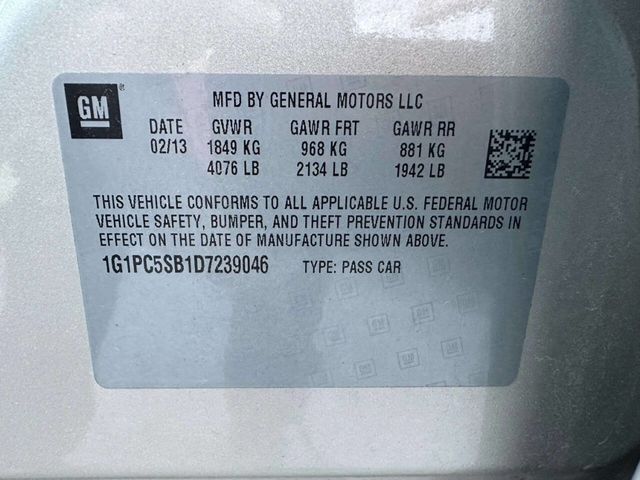 GM
MFD BY GENERAL MOTORS LLC
DATE GVWR GAWR FRT GAWR RR
02/13 1849 KG 968 KG 881 KG
4076 LB 2134 LB 1942 LB
THIS VEHICLE CONFORMS TO ALL APPLICABLE U.S. FEDERAL MOTOR
VEHICLE SAFETY, BUMPER, AND THEFT PREVENTION STANDARDS IN
EFFECT ON THE DATE OF MANUFACTURE SHOWN ABOVE.
1G1PC5SB1D7239046 TYPE: PASS CAR